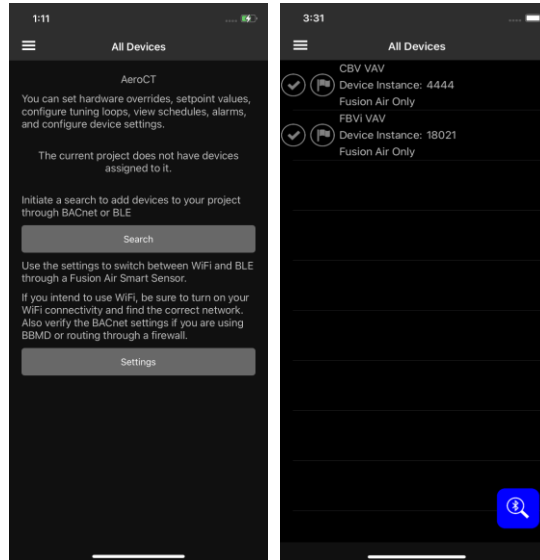 1:11
All Devices
AeroCT
You can set hardware overrides, setpoint values,
configure tuning loops, view schedules, alarms,
and configure device settings.
The current project does not have devices
assigned to it.
Initiate a search to add devices to your project
through BACnet or BLE
Search
Use the settings to switch between WiFi and BLE
through a Fusion Air Smart Sensor.
If you intend to use WiFi, be sure to turn on your
WiFi connectivity and find the correct network.
Also verify the BACnet settings if you are using
BBMD or routing through a firewall.
Settings
3:31
All Devices
CBV VAV
Device Instance: 4444
Fusion Air Only
FBVi VAV
Device Instance: 18021
Fusion Air Only